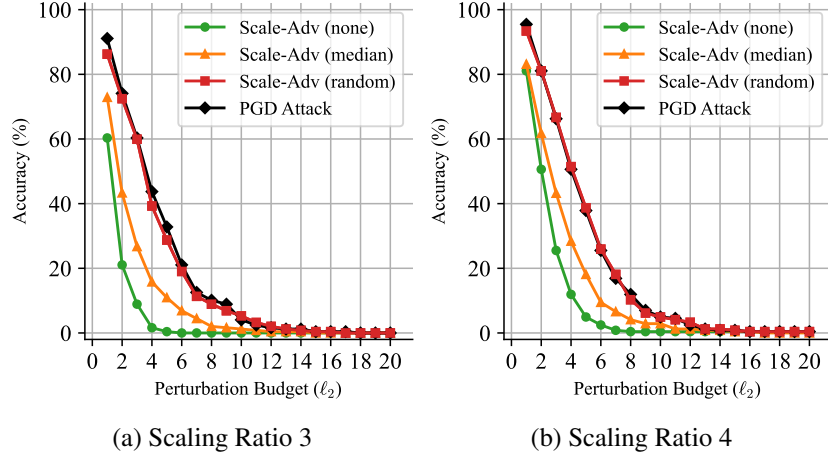 100
80
60
40
20
0
Accuracy (%)
Scale-Adv (none)
Scale-Adv (median)
Scale-Adv (random)
PGD Attack
0 2 4 6 8 10 12 14 16 18 20
Perturbation Budget (ℓ2)
(a) Scaling Ratio 3
100
80
60
40
20
0
Accuracy (%)
Scale-Adv (none)
Scale-Adv (median)
Scale-Adv (random)
PGD Attack
0 2 4 6 8 10 12 14 16 18 20
Perturbation Budget (ℓ2)
(b) Scaling Ratio 4